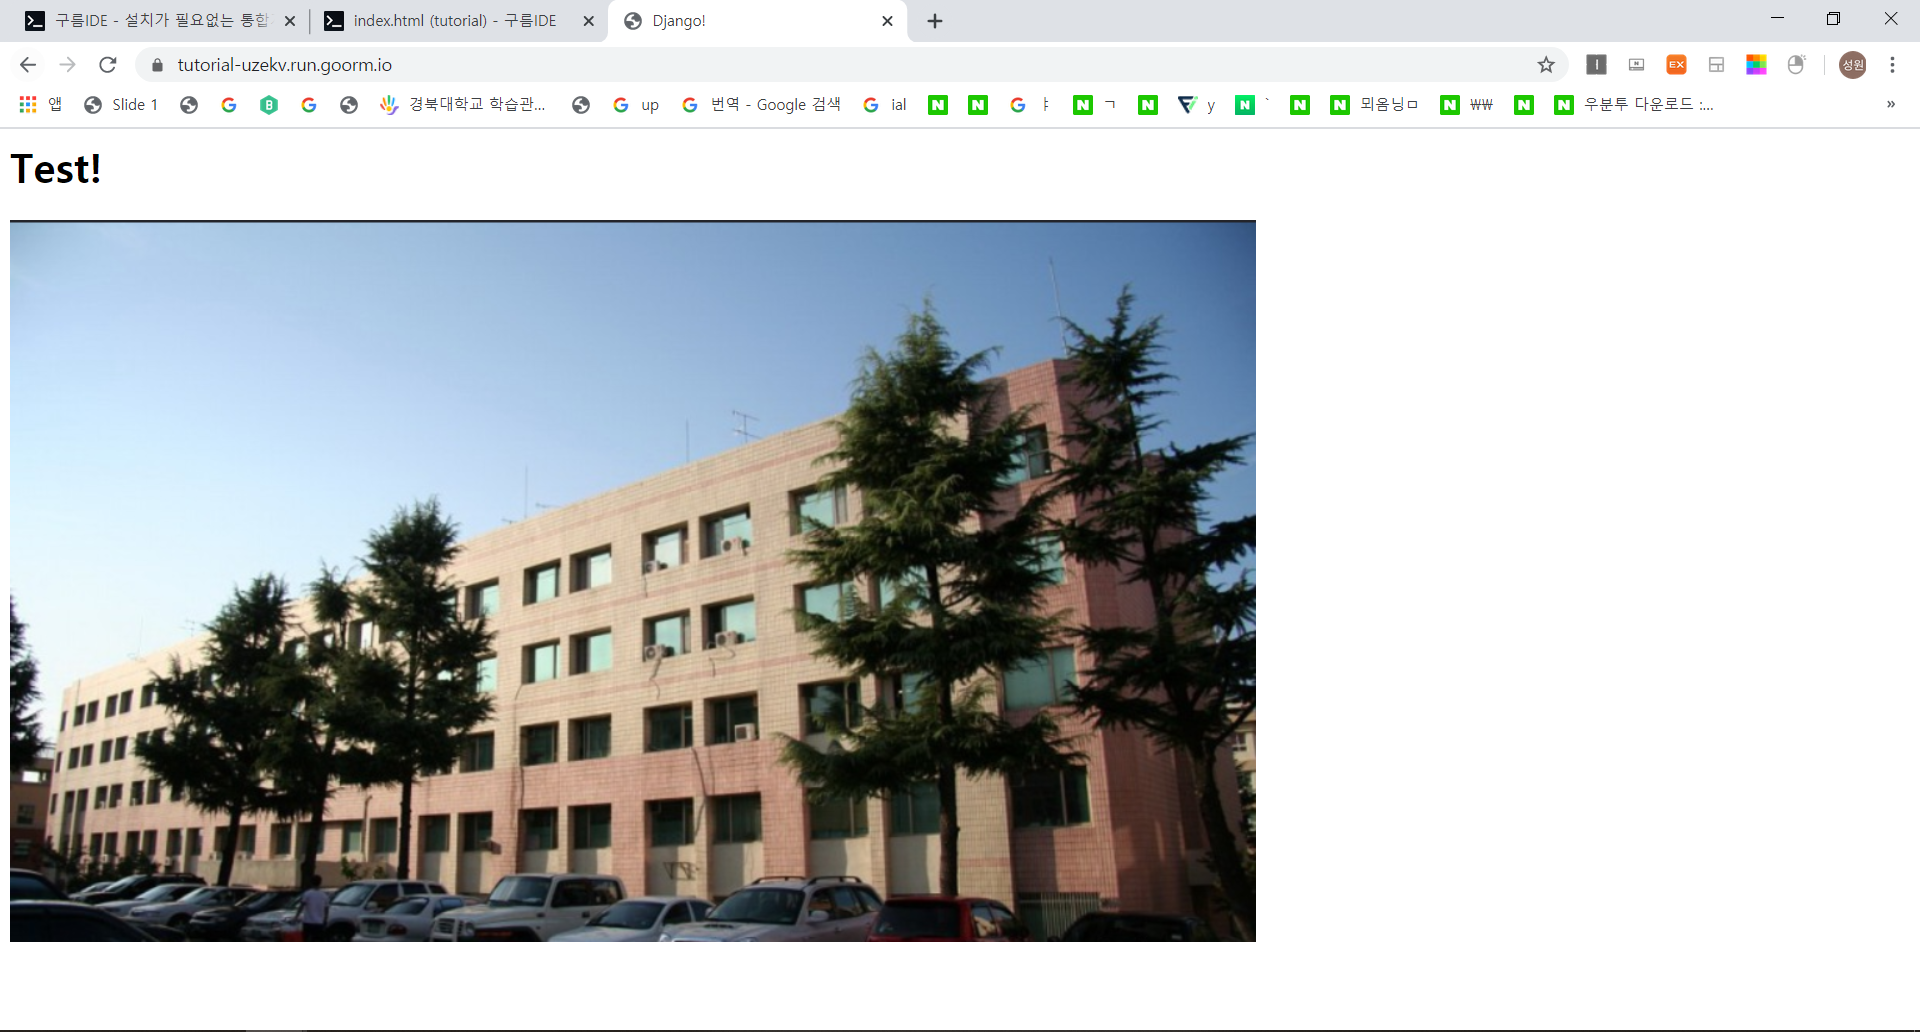 구름IDE - 설치가 필요없는 통합
index.html (tutorial) - 구름IDE
Django!
tutorial-uzekv.run.goorm.io
EX
성원
앱
Slide 1
B
경북대학교 학습관...
up
번역 - Google 검색
ial
ㅑ
ㄱ
y
`
뫼옴닝ㅁ
\\
우분투 다운로드 :...
»
Test!